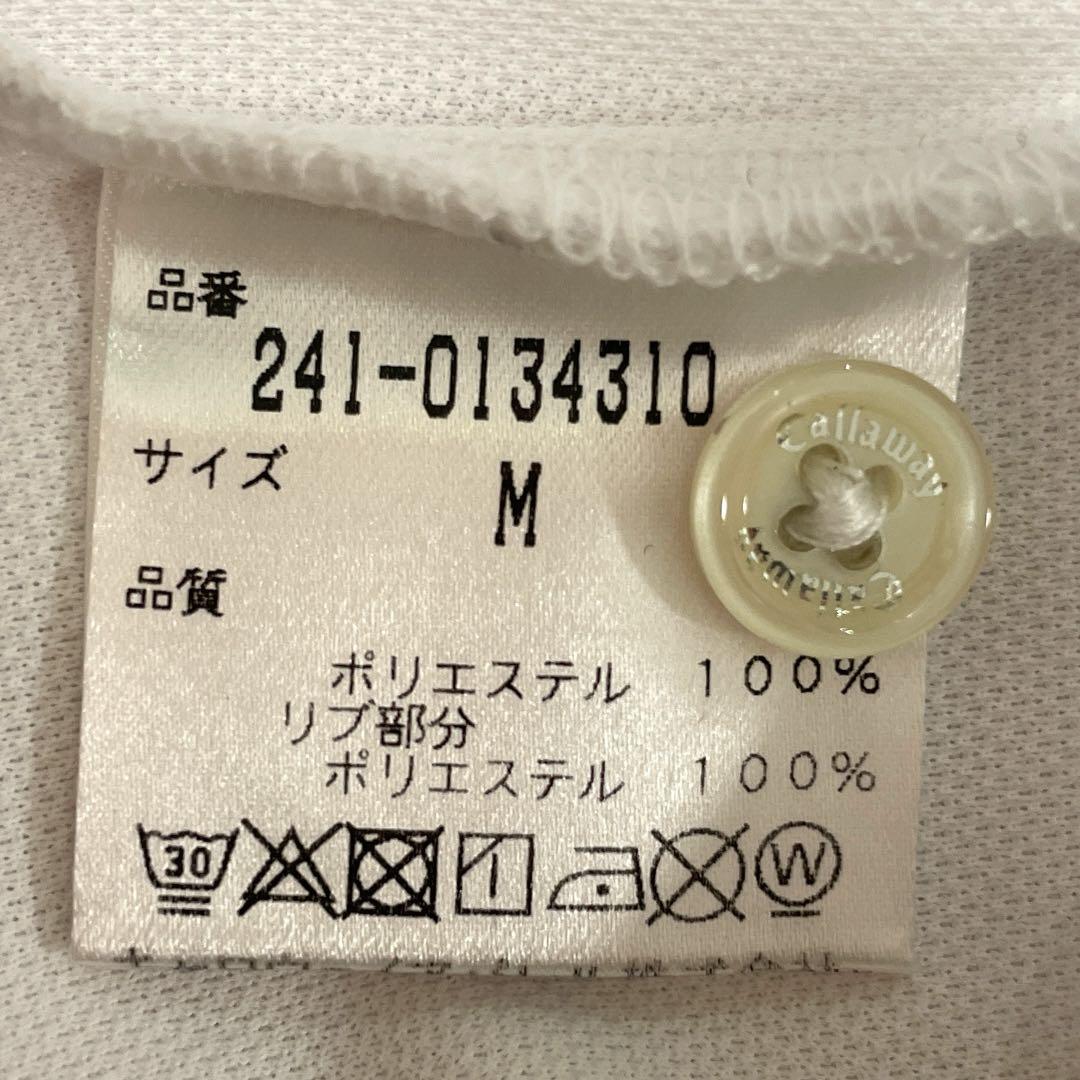 品番
241-0134310
サイズ
M
品質
ポリエステル 100%
リブ部分
ポリエステル 100%
30
W
Callaway
Callaway